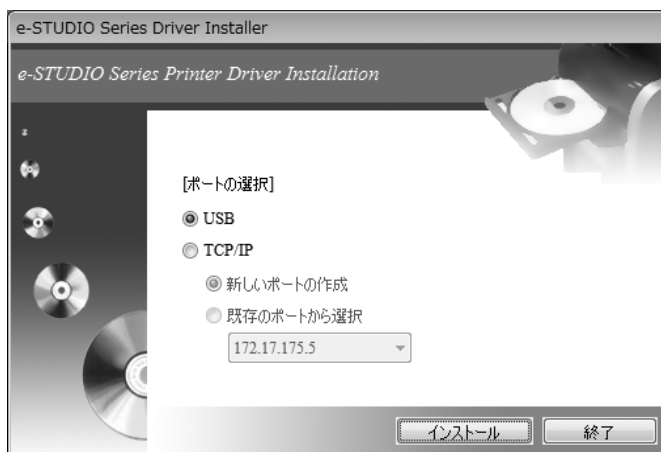 e-STUDIO Series Driver Installer
e-STUDIO Series Printer Driver Installation
[ポートの選択]
USB
TCP/IP
新しいポートの作成
既存のポートから選択
172.17.175.5
インストール
終了